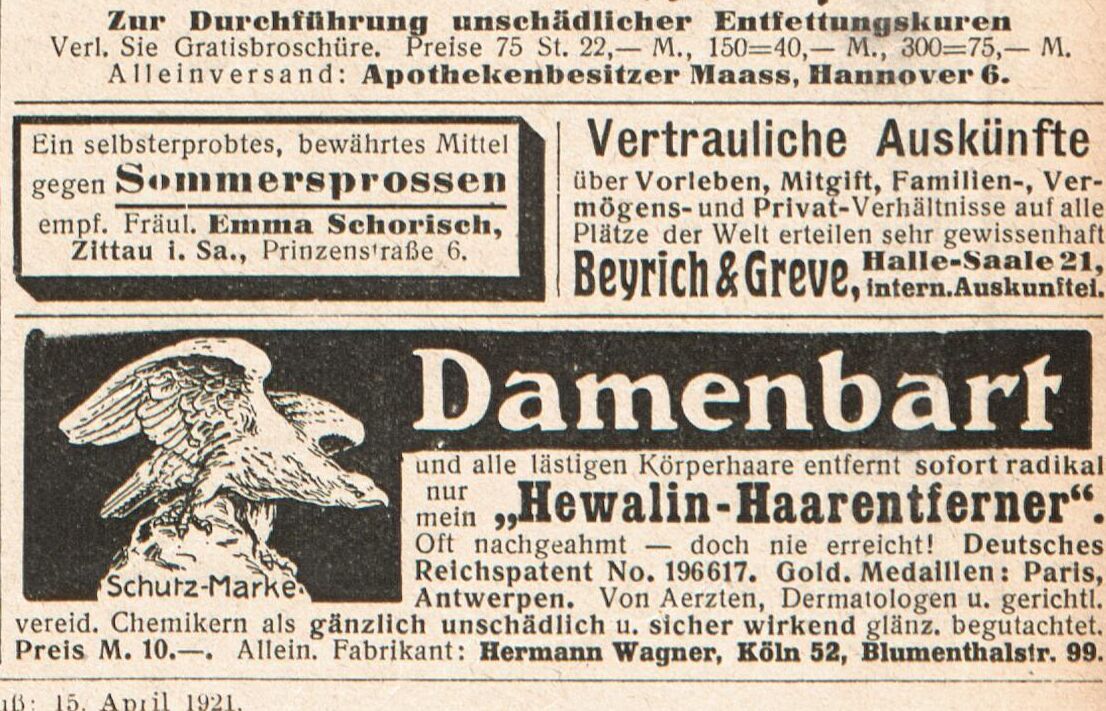 Zur Durchführung unschädlicher Entfettungskuren
Verl. Sie Gratisbroschüre. Preise 75 St. 22,— M., 150=40,— M., 300=75,— M.
Alleinversand: Apothekenbesitzer Maass, Hannover 6.
Ein selbsterprobtes, bewährtes Mittel
gegen Sommersprossen
empf. Fräul. Emma Schorisch,
Zittau i. Sa., Prinzenstraße 6.
Vertrauliche Auskünfte
über Vorleben, Mitgift, Familien-, Ver-
mögens- und Privat-Verhältnisse auf alle
Plätze der Welt erteilen sehr gewissenhaft
Beyrich & Greve, Halle-Saale 21,
intern. Auskunftei.
Damenbart
und alle lästigen Körperhaare entfernt sofort radikal
nur
mein „Hewalin-Haarentferner“.
Oft nachgeahmt — doch nie erreicht! Deutsches
Reichspatent No. 196617. Gold. Medaillen: Paris,
Schutz-Marke.
Antwerpen. Von Aerzten, Dermatologen u. gerichtl.
vereid. Chemikern als gänzlich unschädlich u. sicher wirkend glänz. begutachtet.
Preis M. 10.—. Allein. Fabrikant: Hermann Wagner, Köln 52, Blumenthalstr. 99.
15. April 1921.